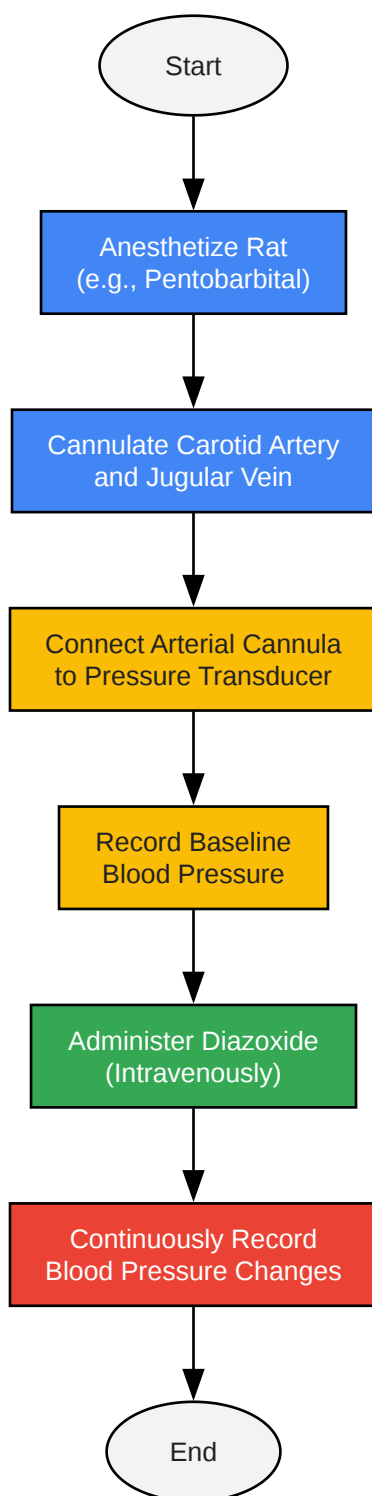 Start
Anesthetize Rat
(e.g., Pentobarbital)
Cannulate Carotid Artery
and Jugular Vein
Connect Arterial Cannula
to Pressure Transducer
Record Baseline
Blood Pressure
Administer Diazoxide
(Intravenously)
Continuously Record
Blood Pressure Changes
End